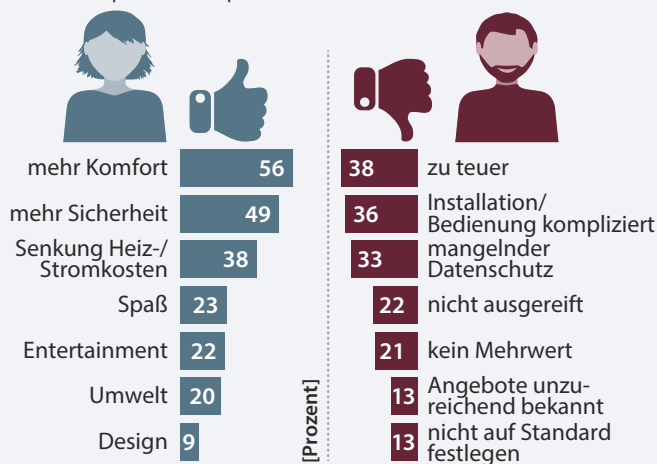 mehr Komfort 56
mehr Sicherheit 49
Senkung Heiz-/
Stromkosten 38
Spaß 23
Entertainment 22
Umwelt 20
Design 9
[Prozent]
38 zu teuer
36 Installation/
Bedienung kompliziert
33 mangelnder
Datenschutz
22 nicht ausgereift
21 kein Mehrwert
13 Angebote unzu-
reichend bekannt
13 nicht auf Standard
festlegen